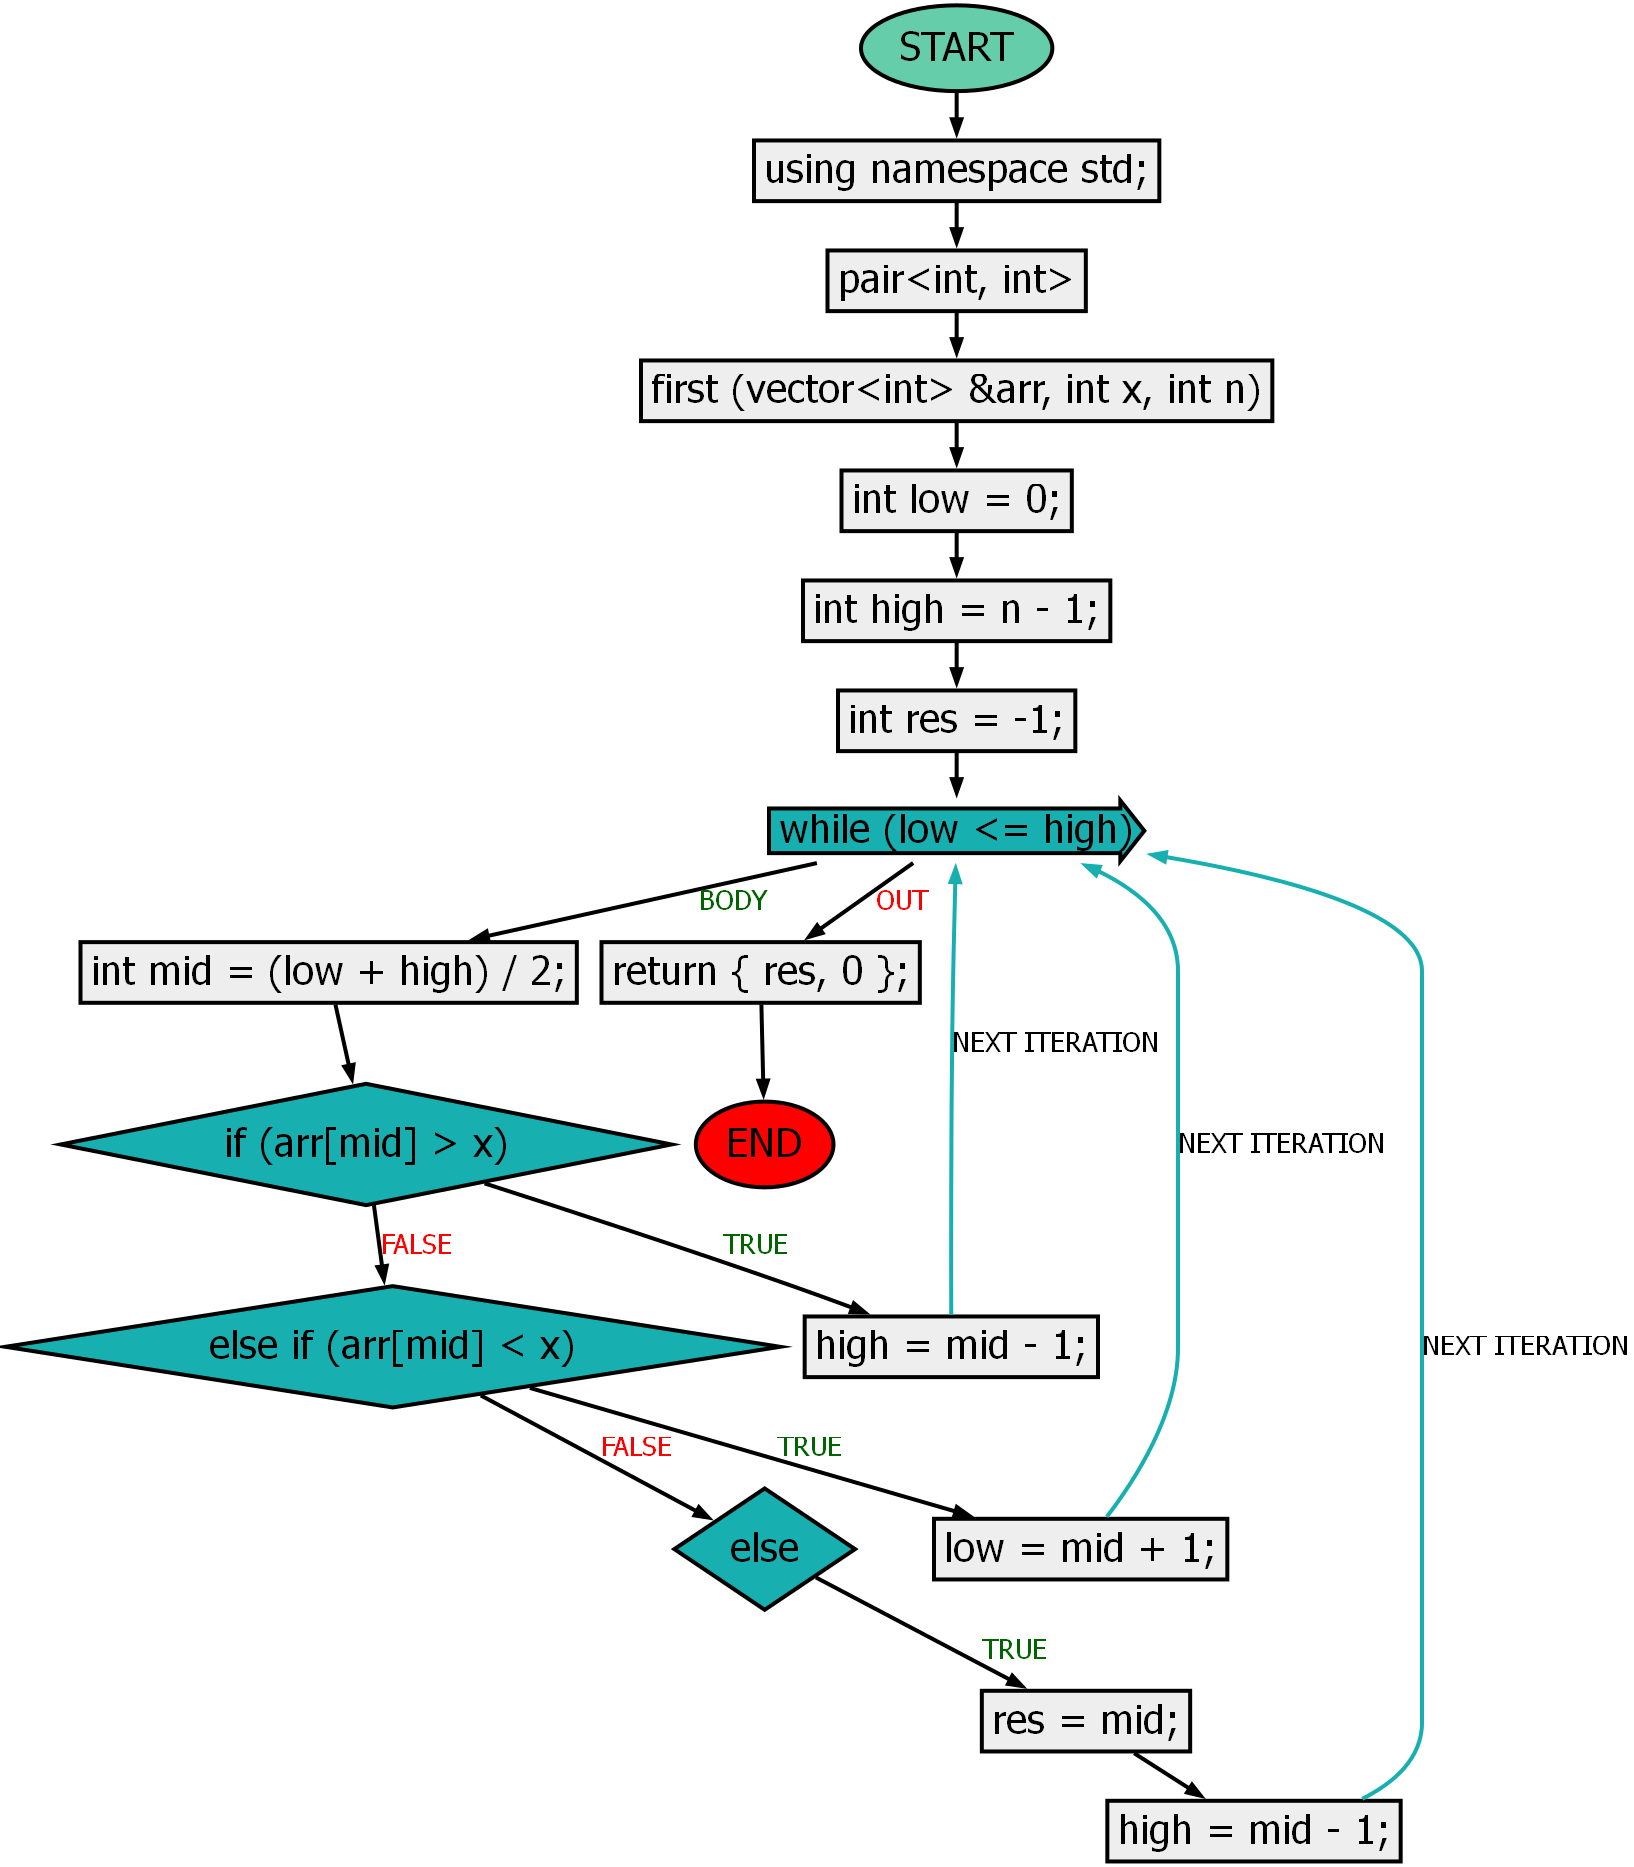 START
using namespace std;
pair<int, int>
first (vector<int> &arr, int x, int n)
int low = 0;
int high = n - 1;
int res = -1;
while (low <= high)
BODY
OUT
int mid = (low + high) / 2;
return { res, 0 };
NEXT ITERATION
if (arr[mid] > x)
END
NEXT ITERATION
FALSE
TRUE
else if (arr[mid] < x)
high = mid - 1;
NEXT ITERATION
FALSE
TRUE
else
low = mid + 1;
TRUE
res = mid;
high = mid - 1;